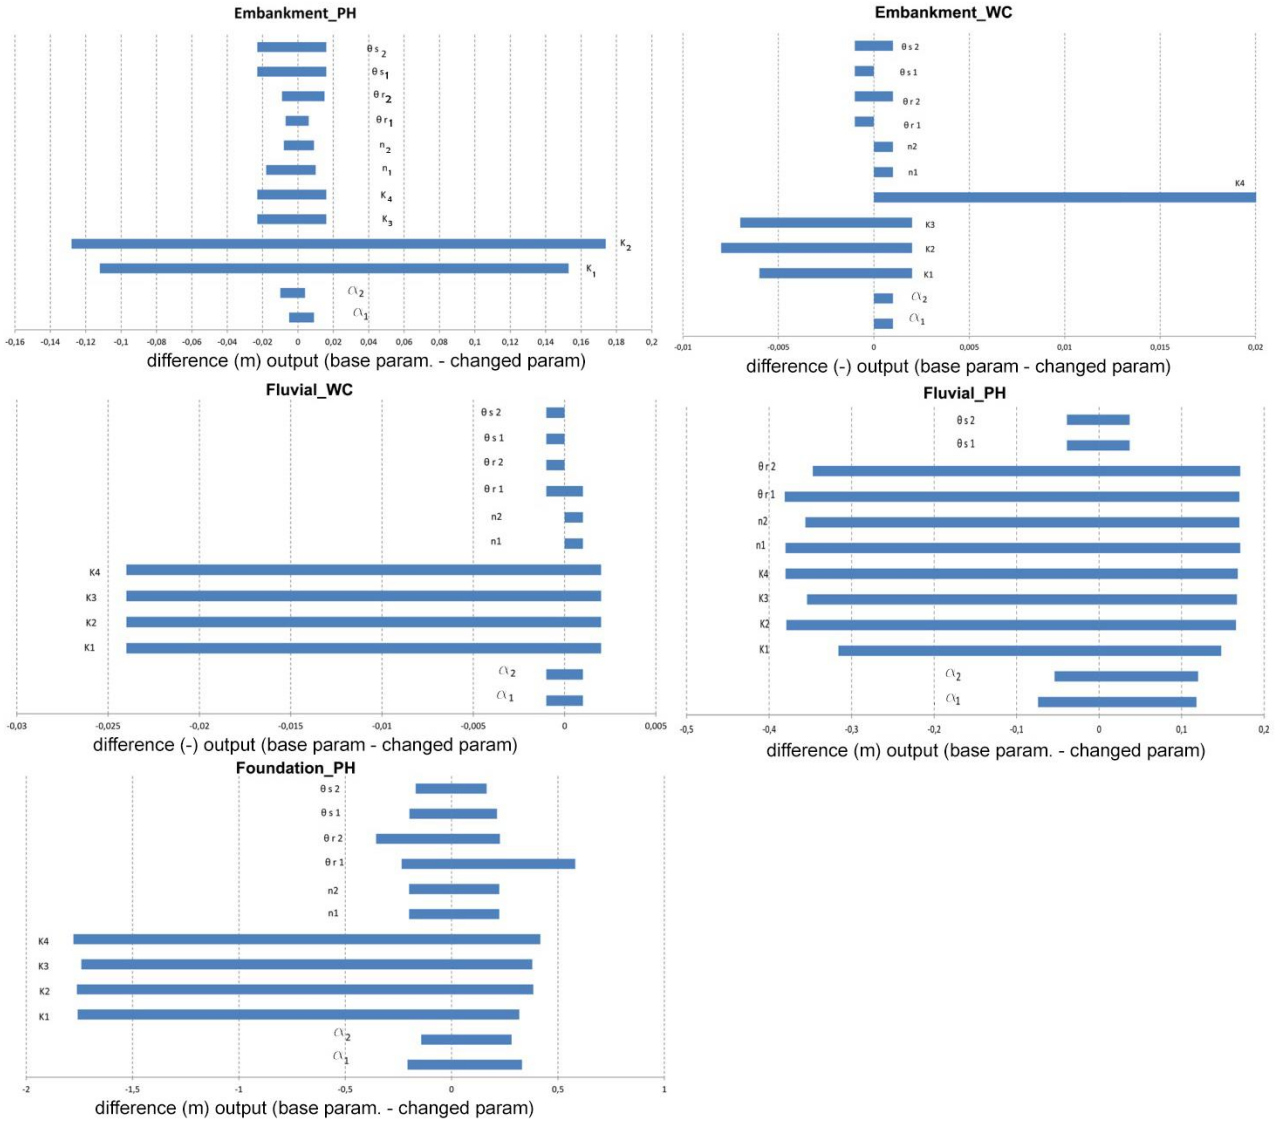 Embankment_PH
θs₂
θs₁
θr₂
θr₁
n₂
n₁
K₄
K₃
K₂
K₁
α₂
α₁
-0,16 -0,14 -0,12 -0,1 -0,08 -0,06 -0,04 -0,02 0 0,02 0,04 0,06 0,08 0,1 0,12 0,14 0,16 0,18 0,2
difference (m) output (base param. - changed param)
Embankment_WC
θs2
θs1
θr2
θr1
n2
n1
K4
K3
K2
K1
α2
α1
-0,01 -0,005 0 0,005 0,01 0,015 0,02
difference (-) output (base param - changed param)
Fluvial_WC
θs2
θs1
θr2
θr1
n2
n1
K4
K3
K2
K1
α2
α1
-0,03 -0,025 -0,02 -0,015 -0,01 -0,005 0 0,005
difference (-) output (base param - changed param)
Fluvial_PH
θs2
θs1
θr2
θr1
n2
n1
K4
K3
K2
K1
α2
α1
-0,5 -0,4 -0,3 -0,2 -0,1 0 0,1 0,2
difference (m) output (base param. - changed param)
Foundation_PH
θs2
θs1
θr2
θr1
n2
n1
K4
K3
K2
K1
α2
α1
-2 -1,5 -1 -0,5 0 0,5 1
difference (m) output (base param. - changed param)